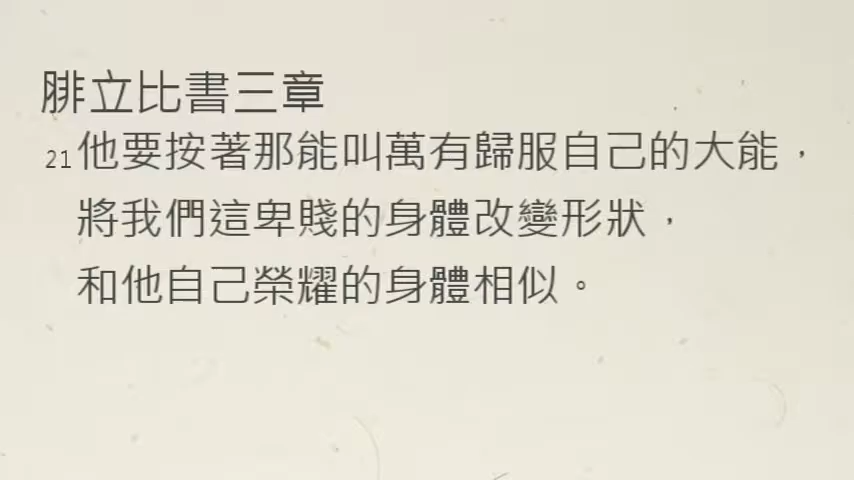 腓立比書三章
21他要按著那能叫萬有歸服自己的大能，
將我們這卑賤的身體改變形狀，
和他自己榮耀的身體相似。